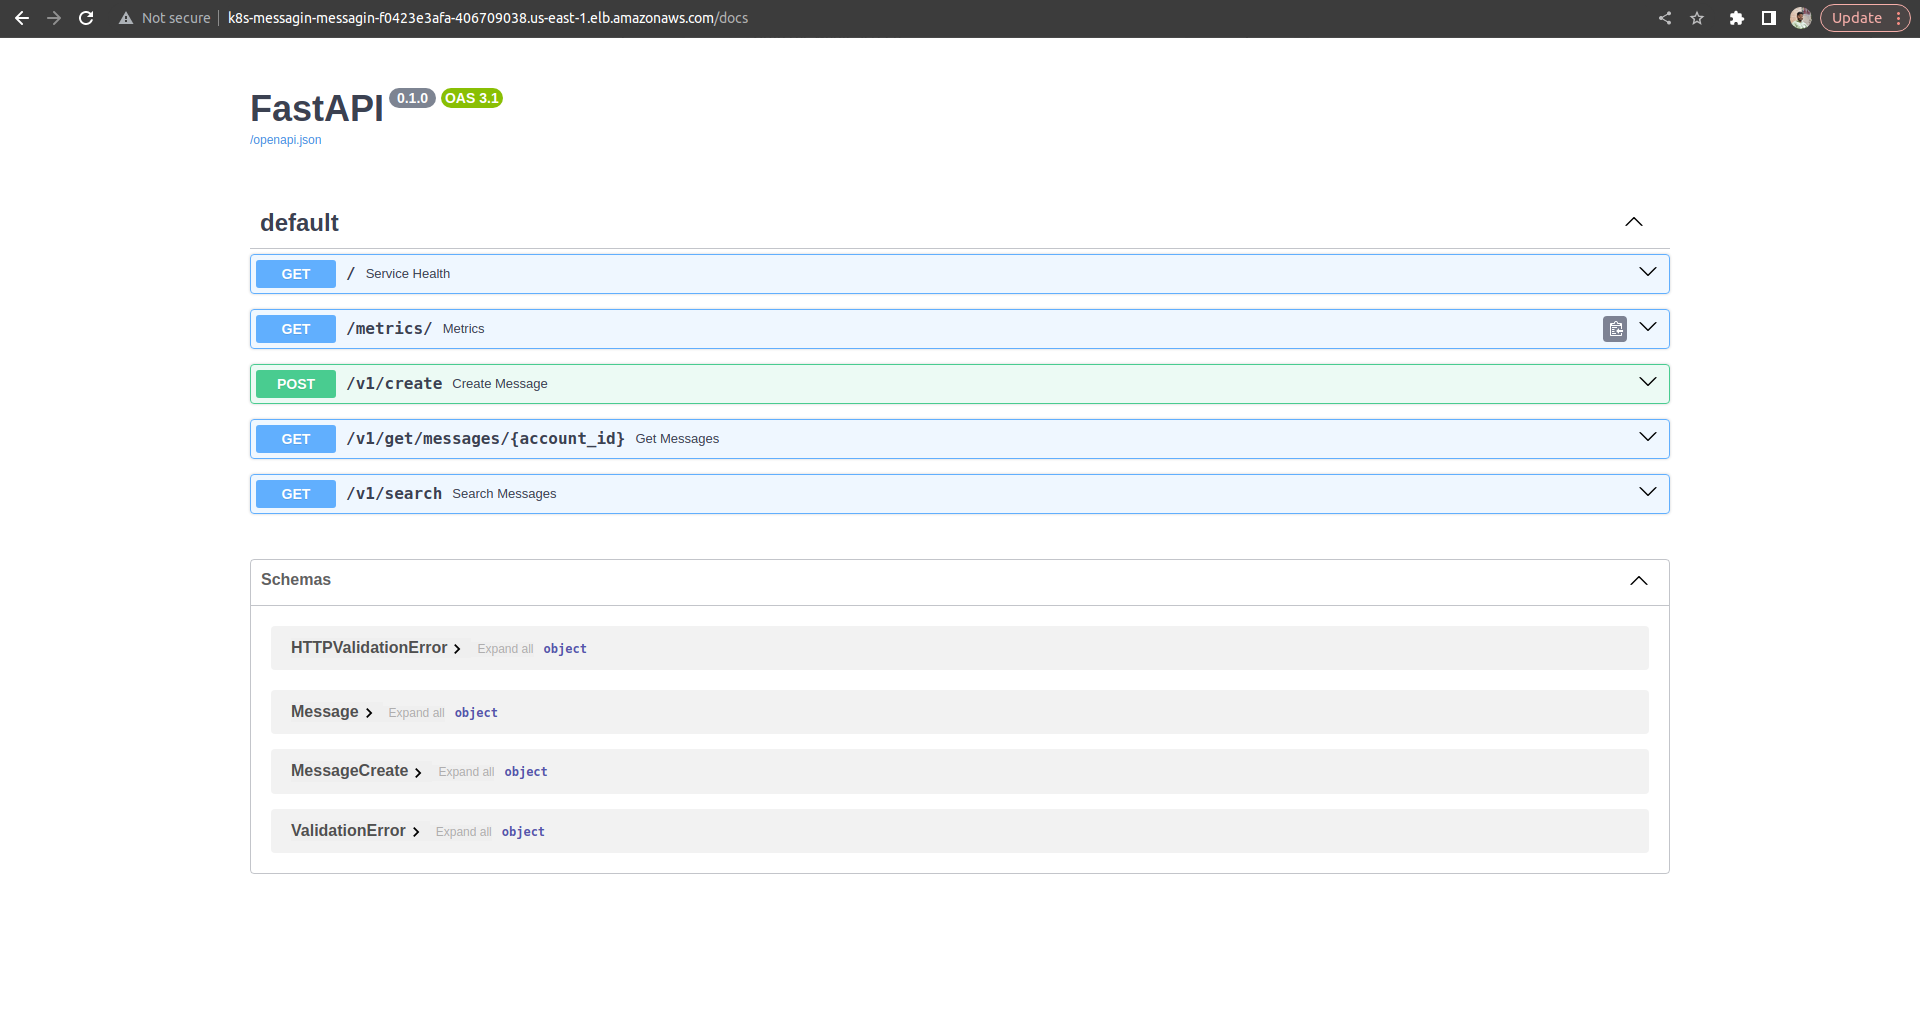 Not secure k8s-messagin-messagin-f0423e3afa-406709038.us-east-1.elb.amazonaws.com/docs Update
FastAPI 0.1.0 OAS 3.1
/openapi.json
default
GET / Service Health
GET /metrics/ Metrics
POST /v1/create Create Message
GET /v1/get/messages/{account_id} Get Messages
GET /v1/search Search Messages
Schemas
HTTPValidationError Expand all object
Message Expand all object
MessageCreate Expand all object
ValidationError Expand all object